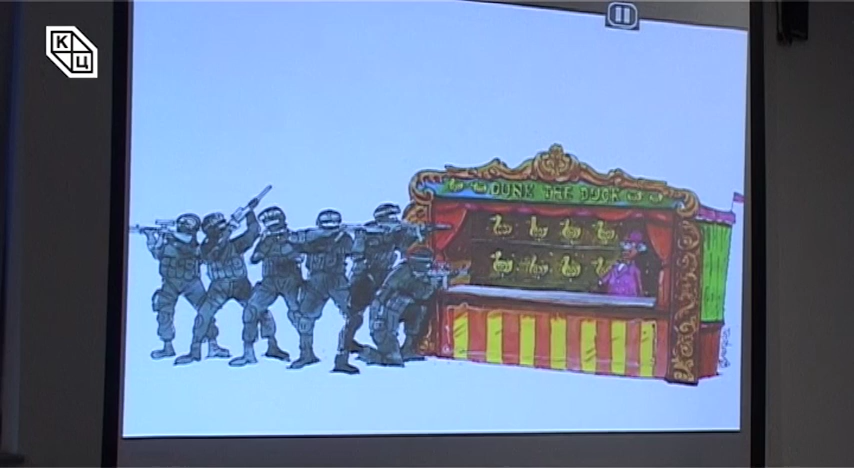 К
Ц
DUNK THE DUCK